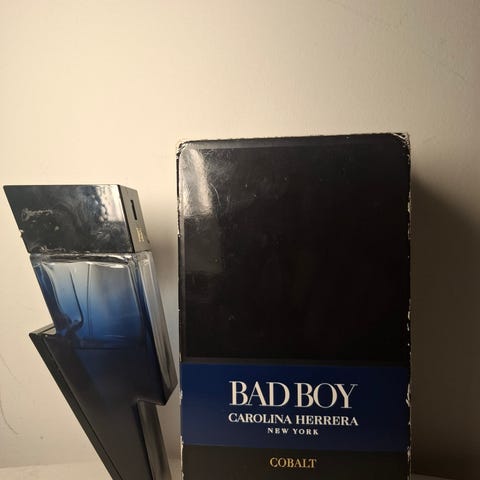 BAD BOY
CAROLINA HERRERA
NEW YORK
COBALT